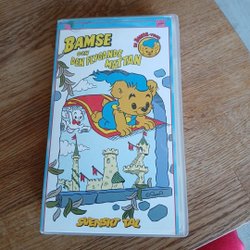 BAMSE
OCH
DEN FLYGANDE MATTAN
SVENSKT TAL